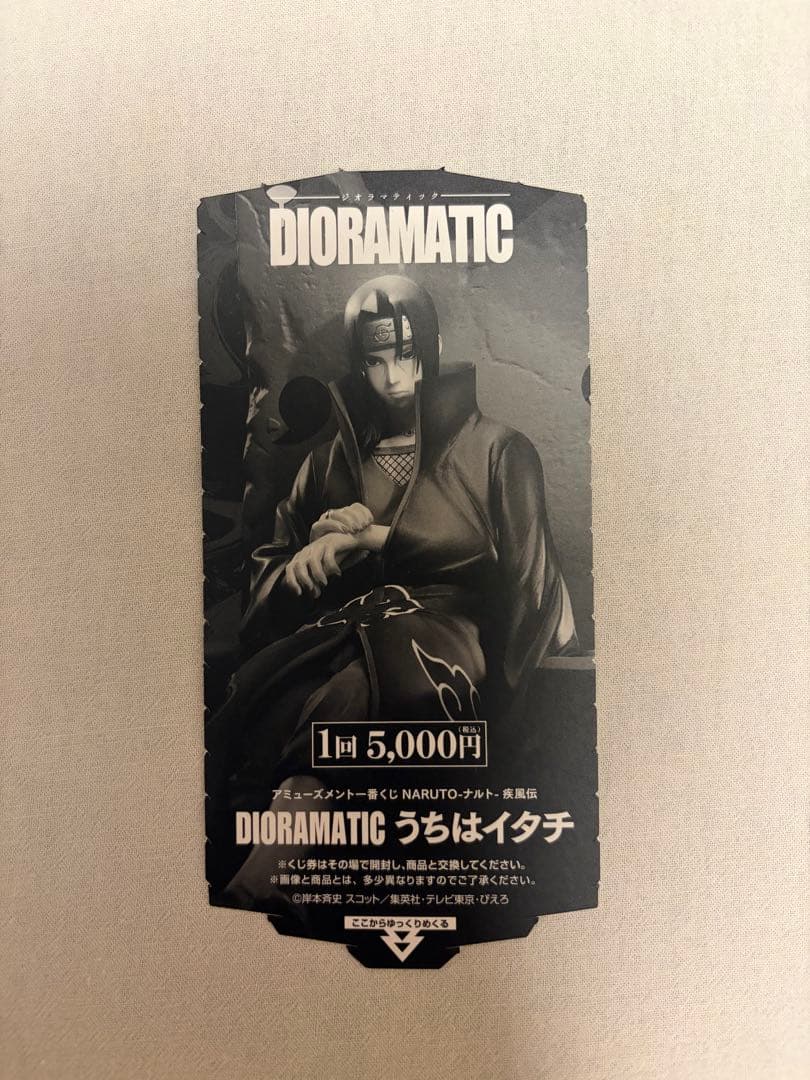 ジオラマティック
DIORAMATIC
1回 5,000円(税込)
アミューズメント一番くじ NARUTO-ナルト- 疾風伝
DIORAMATIC うちはイタチ
※くじ券はその場で開封し、商品と交換してください。
※画像と商品とは、多少異なりますのでご了承ください。
©岸本斉史 スコット／集英社・テレビ東京・ぴえろ
ここからゆっくりめくる